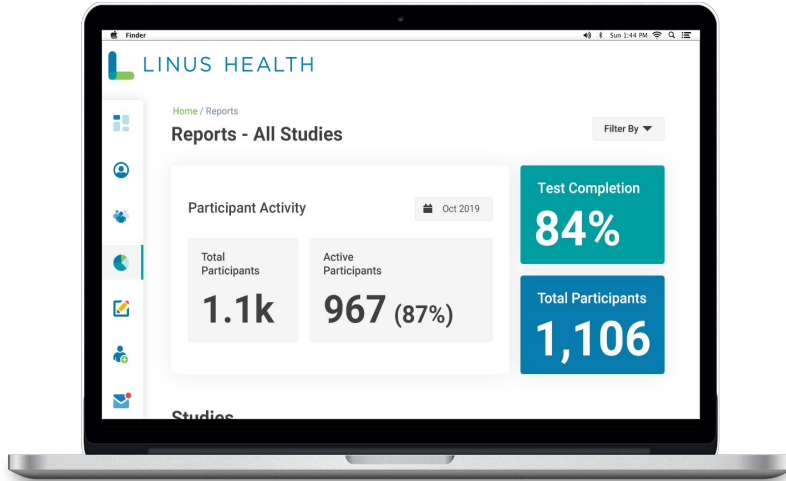 Finder
Sun 1:44 PM
LINUS HEALTH
Home / Reports
Reports - All Studies
Filter By
Participant Activity
Oct 2019
Total
Participants
1.1k
Active
Participants
967 (87%)
Test Completion
84%
Total Participants
1,106
Studies